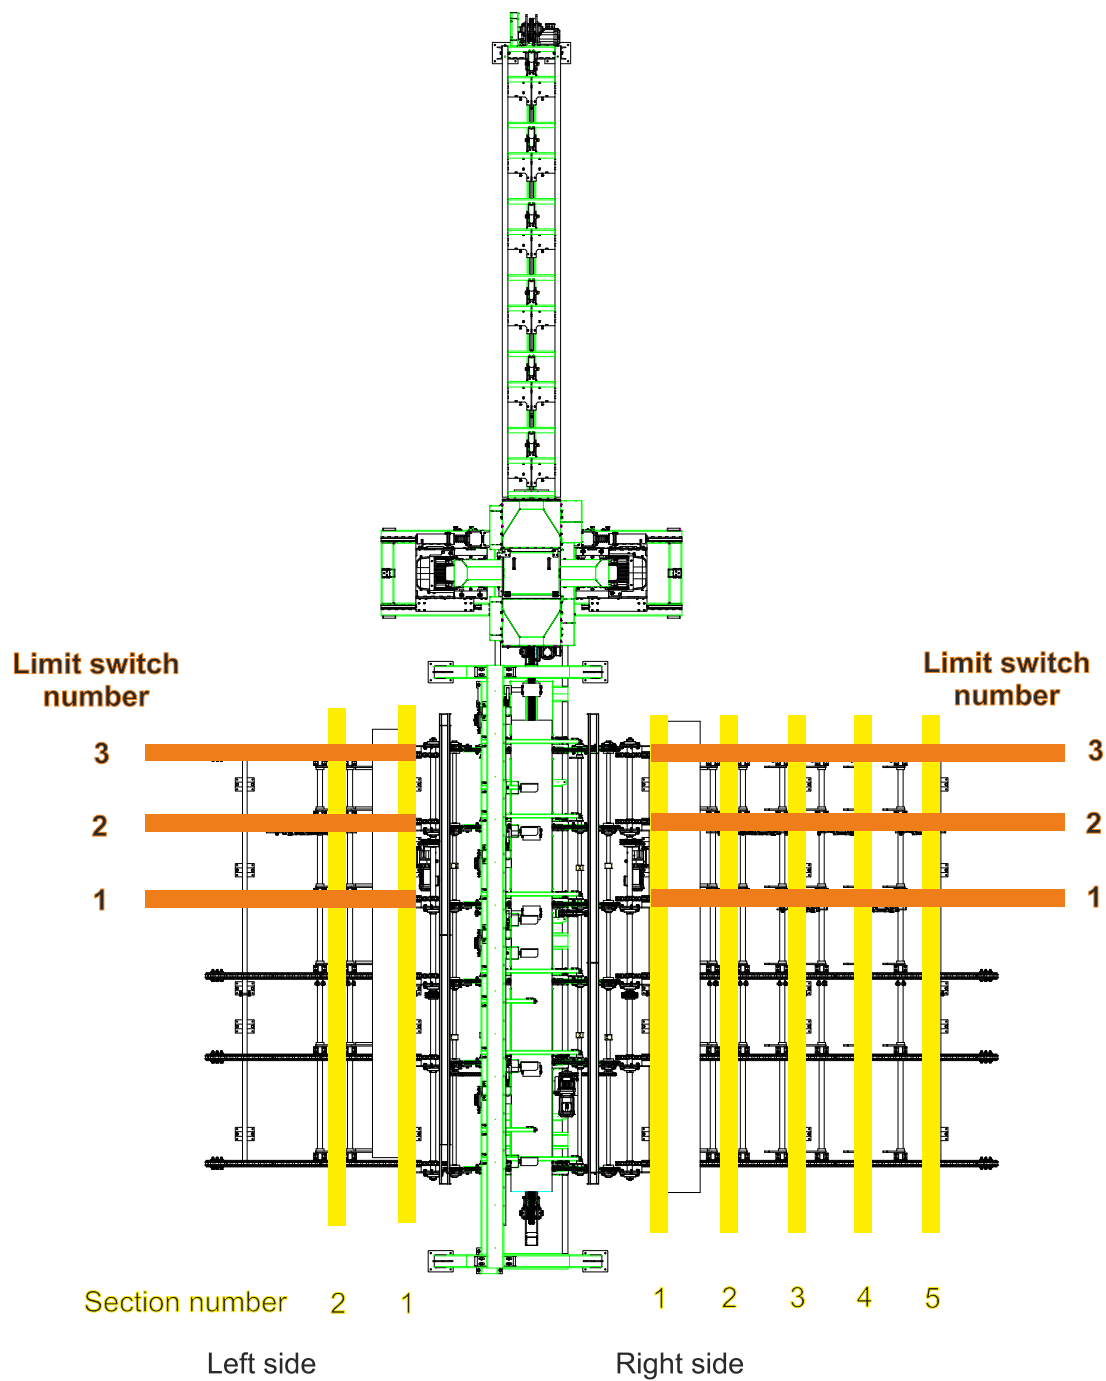 Limit switch
number
Limit switch
number
3
3
2
2
1
1
Section number 2 1
1 2 3 4 5
Left side
Right side